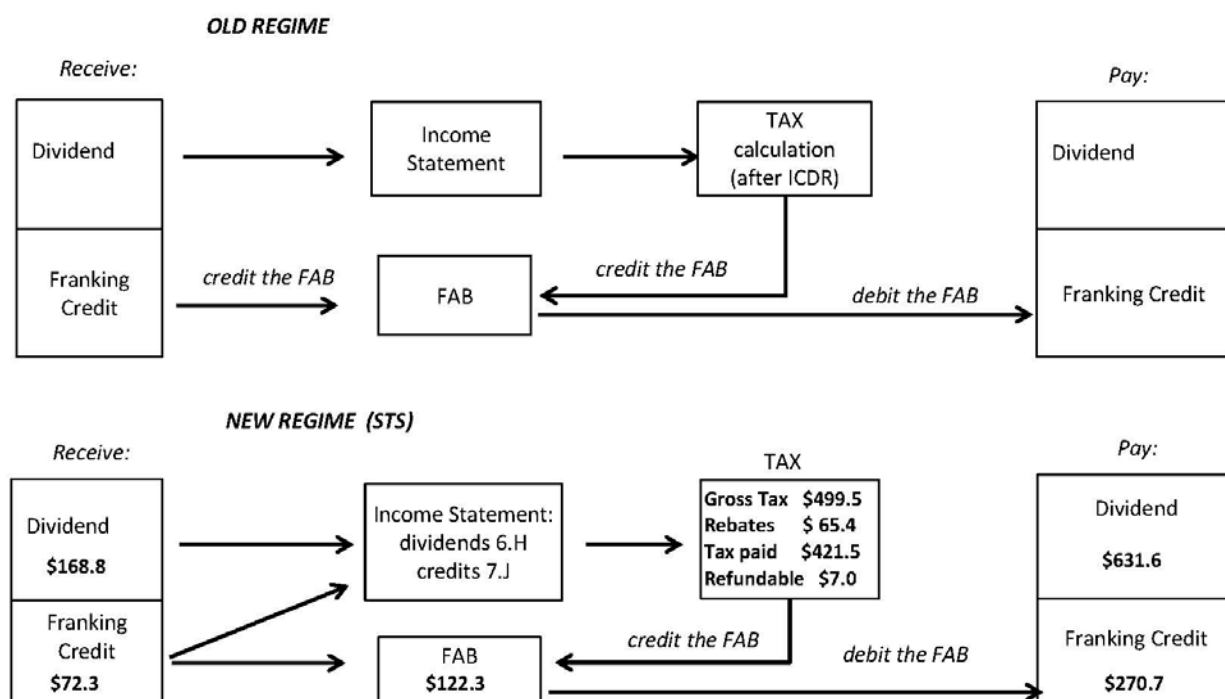 OLD REGIME
Receive:
Pay:
Dividend
Income
Statement
TAX
calculation
(after ICDR)
Dividend
Franking
Credit
credit the FAB
FAB
credit the FAB
debit the FAB
Franking Credit
NEW REGIME (STS)
Receive:
Pay:
TAX
Dividend
$168.8
Income Statement:
dividends 6.H
credits 7.J
Gross Tax $499.5
Rebates $ 65.4
Tax paid $421.5
Refundable $7.0
Dividend
$631.6
Franking
Credit
$72.3
FAB
$122.3
credit the FAB
debit the FAB
Franking Credit
$270.7